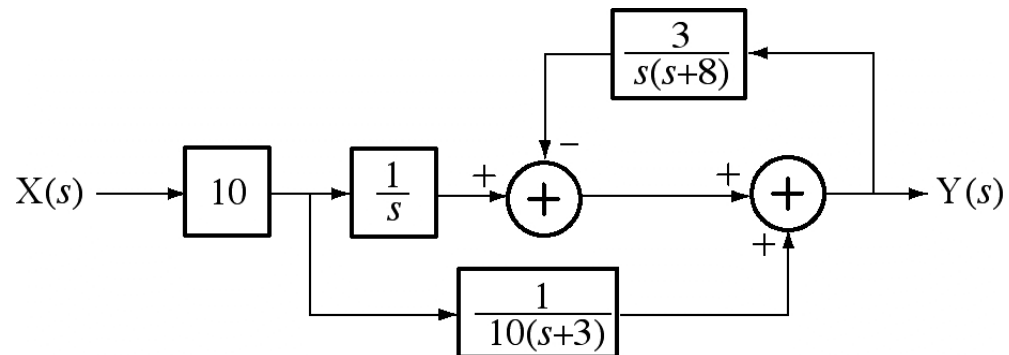 3
s(s+8)
−
X(s) 10 1 + + + + Y(s)
s
+
1
10(s+3)